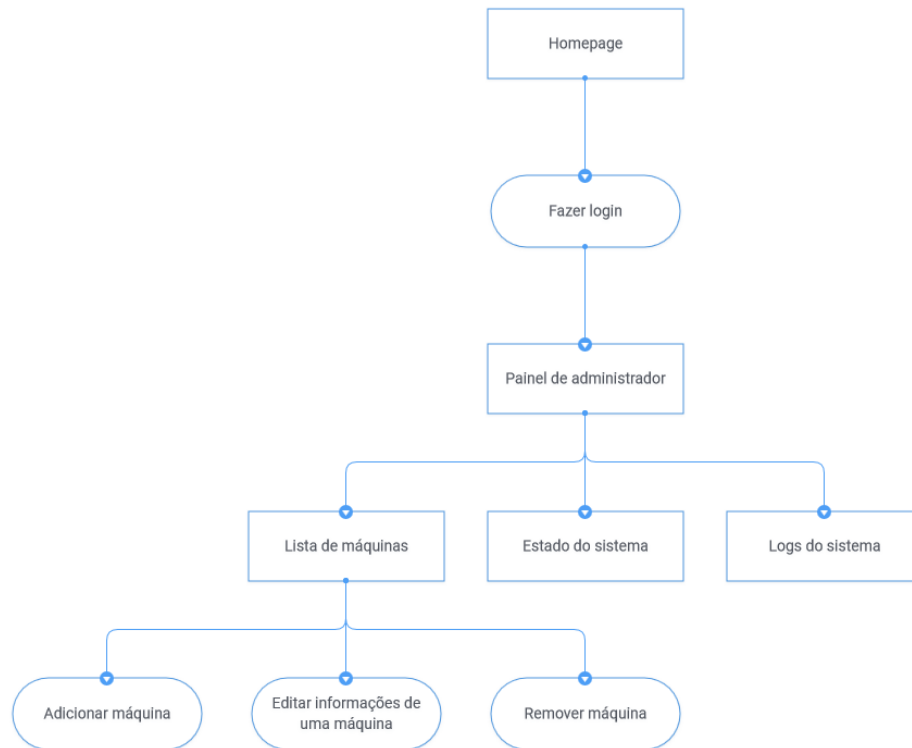 Homepage
Fazer login
Painel de administrador
Lista de máquinas
Estado do sistema
Logs do sistema
Adicionar máquina
Editar informações de
uma máquina
Remover máquina